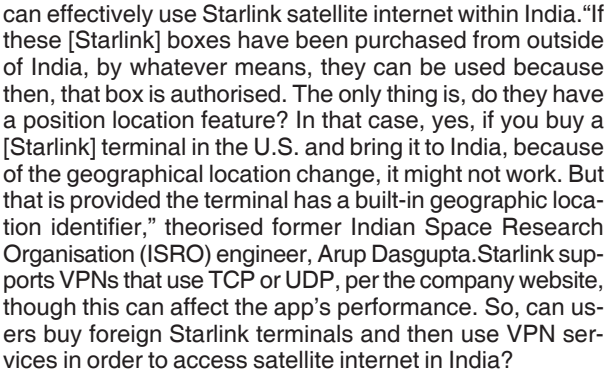 can effectively use Starlink satellite internet within India.“If
these [Starlink] boxes have been purchased from outside
of India, by whatever means, they can be used because
then, that box is authorised. The only thing is, do they have
a position location feature? In that case, yes, if you buy a
[Starlink] terminal in the U.S. and bring it to India, because
of the geographical location change, it might not work. But
that is provided the terminal has a built-in geographic loca-
tion identifier,” theorised former Indian Space Research
Organisation (ISRO) engineer, Arup Dasgupta.Starlink sup-
ports VPNs that use TCP or UDP, per the company website,
though this can affect the app’s performance. So, can us-
ers buy foreign Starlink terminals and then use VPN ser-
vices in order to access satellite internet in India?